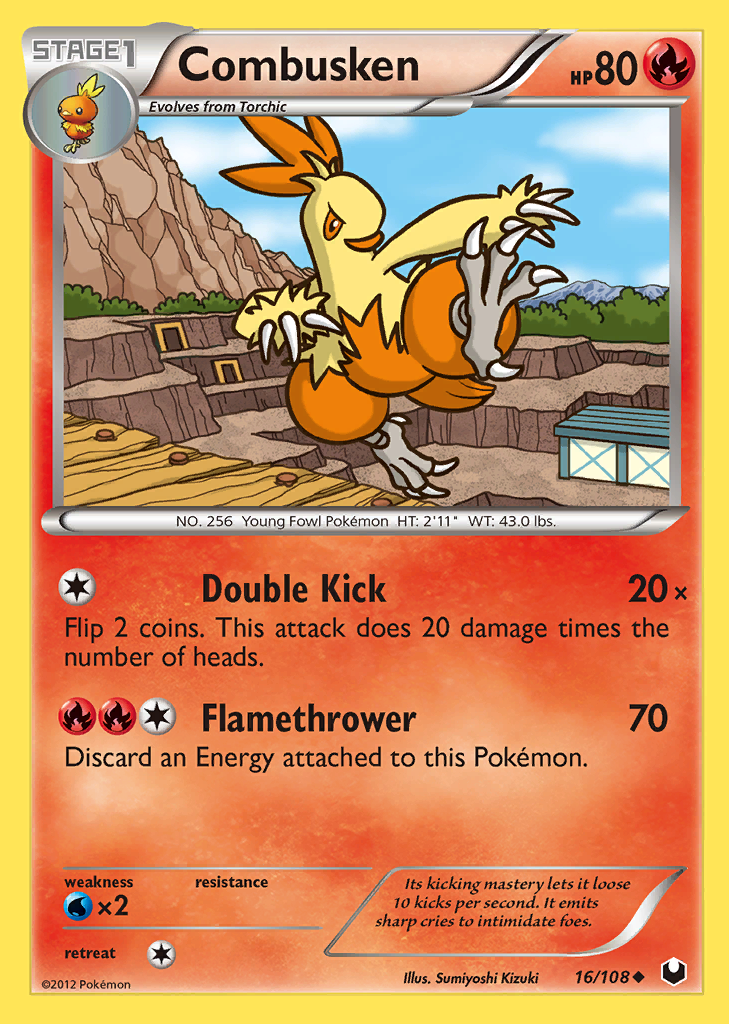 STAGE1
Combusken
HP 80
Evolves from Torchic
NO. 256 Young Fowl Pokémon HT: 2'11" WT: 43.0 lbs.
Double Kick 20×
Flip 2 coins. This attack does 20 damage times the
number of heads.
Flamethrower 70
Discard an Energy attached to this Pokémon.
weakness resistance
×2
retreat
Its kicking mastery lets it loose
10 kicks per second. It emits
sharp cries to intimidate foes.
©2012 Pokémon
Illus. Sumiyoshi Kizuki
16/108